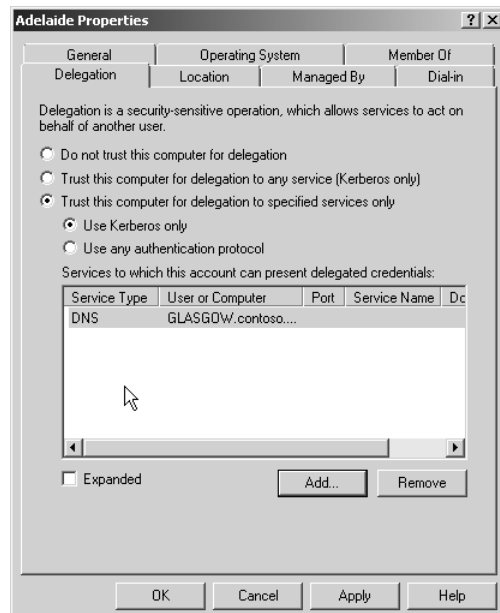 Adelaide Properties
General Operating System Member Of
Delegation Location Managed By Dial-in
Delegation is a security-sensitive operation, which allows services to act on
behalf of another user.
Do not trust this computer for delegation
Trust this computer for delegation to any service (Kerberos only)
Trust this computer for delegation to specified services only
Use Kerberos only
Use any authentication protocol
Services to which this account can present delegated credentials:
Service Type User or Computer Port Service Name Dc
DNS GLASGOW.contoso....
Expanded Add... Remove
OK Cancel Apply Help